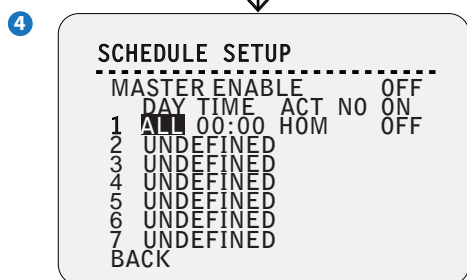 4
SCHEDULE SETUP
MASTER ENABLE OFF
DAY TIME ACT NO ON
1 ALL 00:00 HOM OFF
2 UNDEFINED
3 UNDEFINED
4 UNDEFINED
5 UNDEFINED
6 UNDEFINED
7 UNDEFINED
BACK